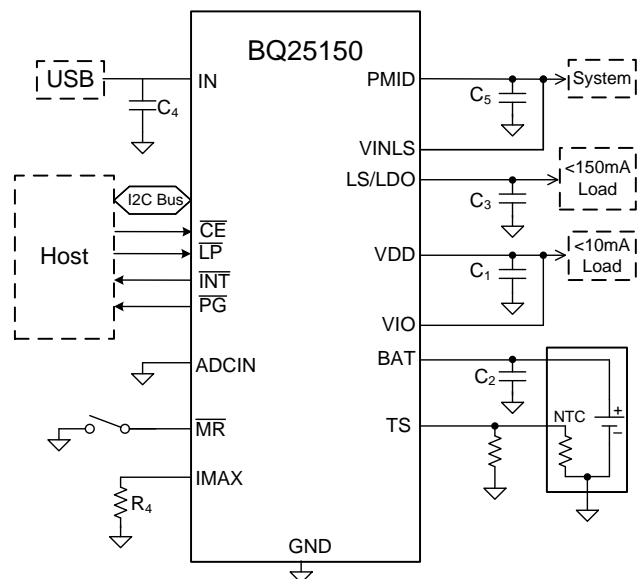 BQ25150
USB
IN
C4
PMID
C5
System
VINLS
LS/LDO
C3
<150mA
Load
I2C Bus
Host
CE
LP
INT
PG
VDD
C1
<10mA
Load
VIO
ADCIN
BAT
C2
MR
TS
NTC
+
–
IMAX
R4
GND